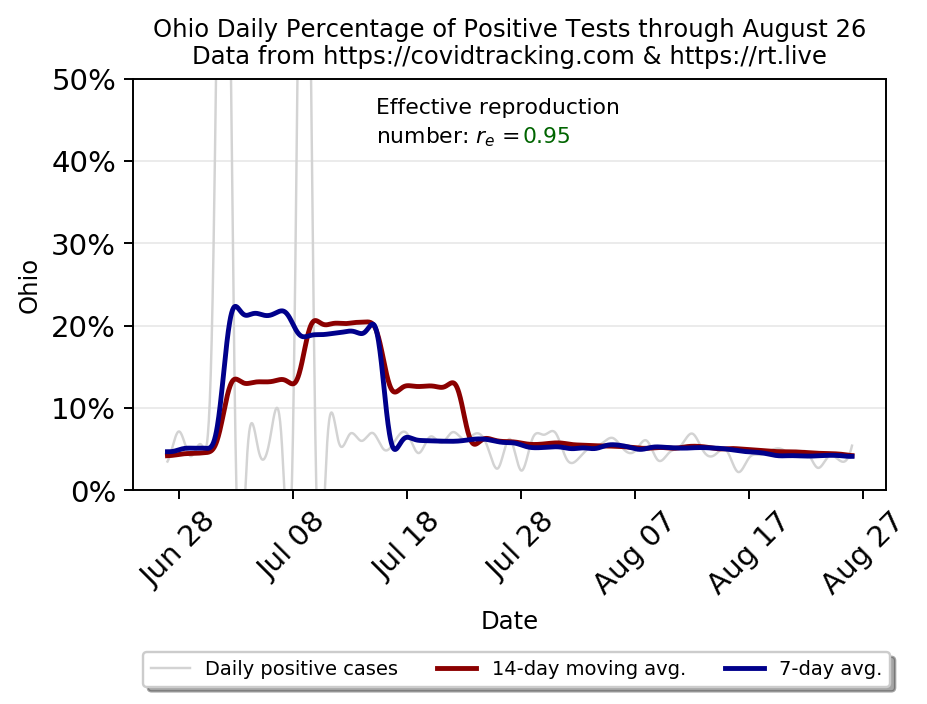 Ohio Daily Percentage of Positive Tests through August 26
Data from https://covidtracking.com & https://rt.live
50%
40%
30%
20%
10%
0%
Ohio
Effective reproduction
number: rₑ = 0.95
Jun 28
Jul 08
Jul 18
Jul 28
Aug 07
Aug 17
Aug 27
Date
Daily positive cases
14-day moving avg.
7-day avg.